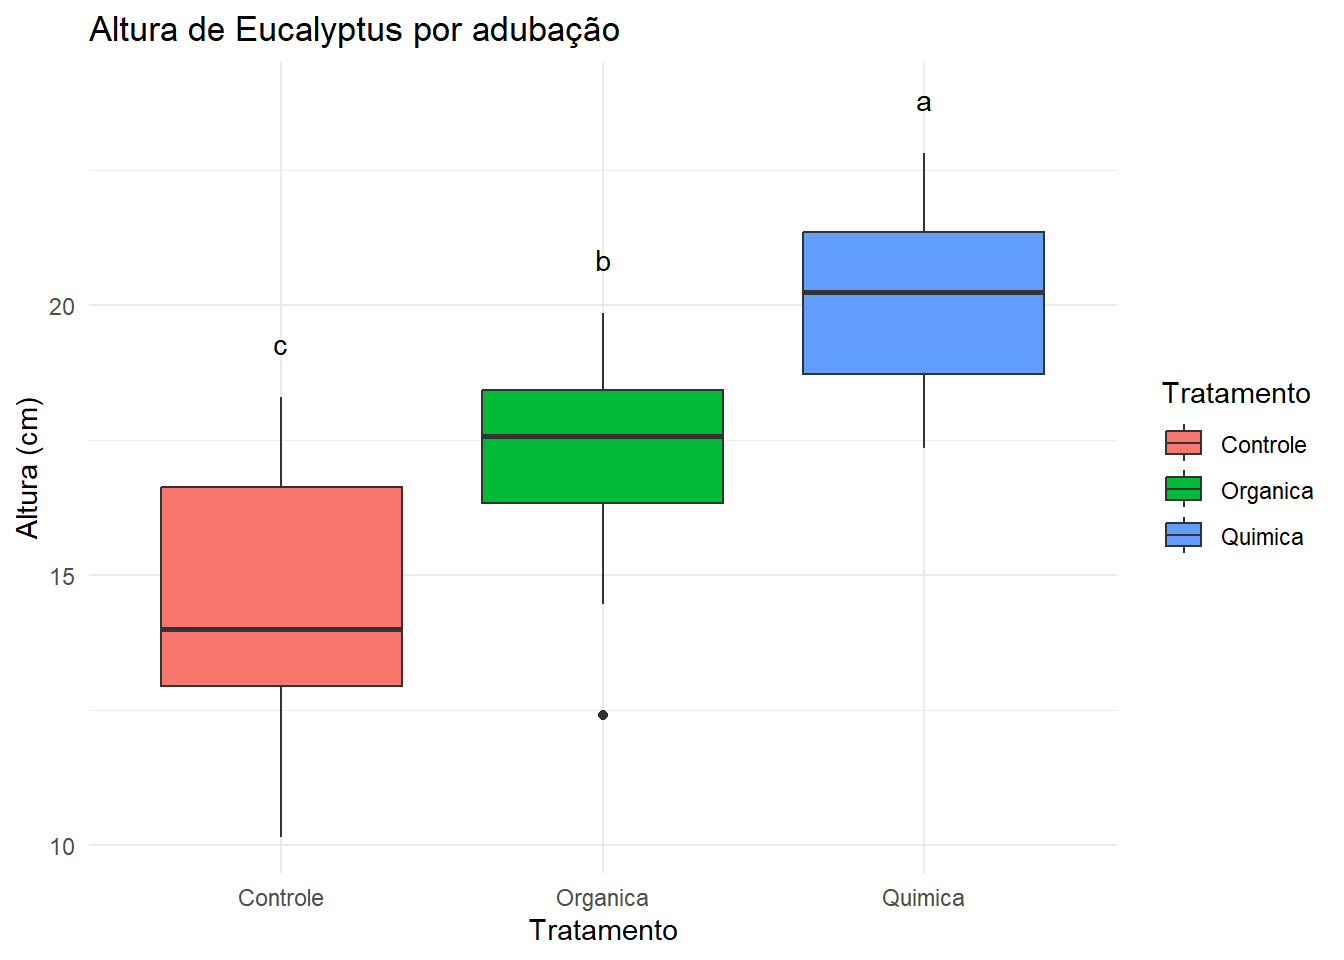 Altura de Eucalyptus por adubação
a
b
c
20
15
10
Altura (cm)
Controle
Organica
Quimica
Tratamento
Tratamento
Controle
Organica
Quimica